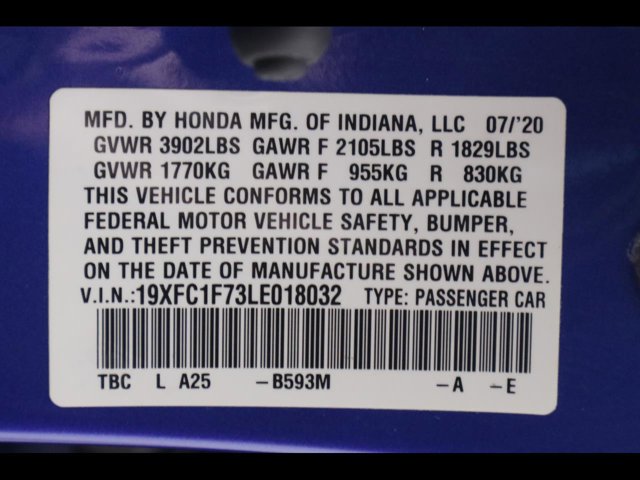 MFD. BY HONDA MFG. OF INDIANA, LLC 07/'20
GVWR 3902LBS GAWR F 2105LBS R 1829LBS
GVWR 1770KG GAWR F 955KG R 830KG
THIS VEHICLE CONFORMS TO ALL APPLICABLE
FEDERAL MOTOR VEHICLE SAFETY, BUMPER,
AND THEFT PREVENTION STANDARDS IN EFFECT
ON THE DATE OF MANUFACTURE SHOWN ABOVE.
V.I.N.:19XFC1F73LE018032 TYPE: PASSENGER CAR
TBC L A25 -B593M -A -E